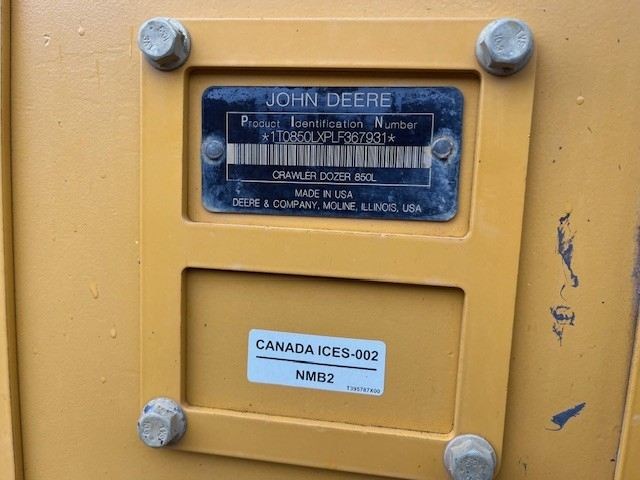 JOHN DEERE
Product Identification Number
*1T0850LXPLF367931*
CRAWLER DOZER 850L
MADE IN USA
DEERE & COMPANY, MOLINE, ILLINOIS, USA
CANADA ICES-002
NMB2
T395787X00